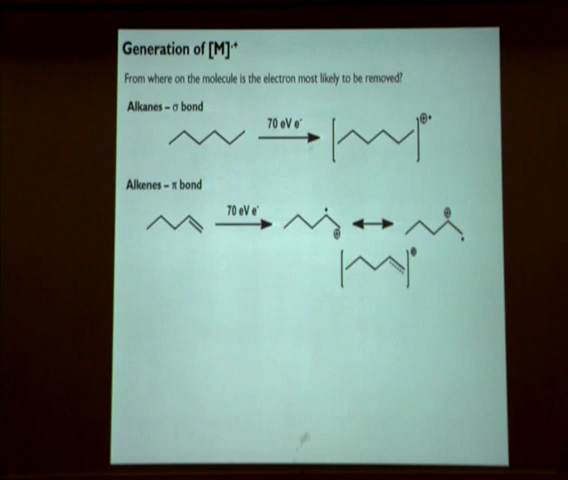 Generation of [M]·+
From where on the molecule is the electron most likely to be removed?
Alkanes – σ bond
70 eV e-
⊕·
Alkenes – π bond
70 eV e-
·
⊕
⊕
·